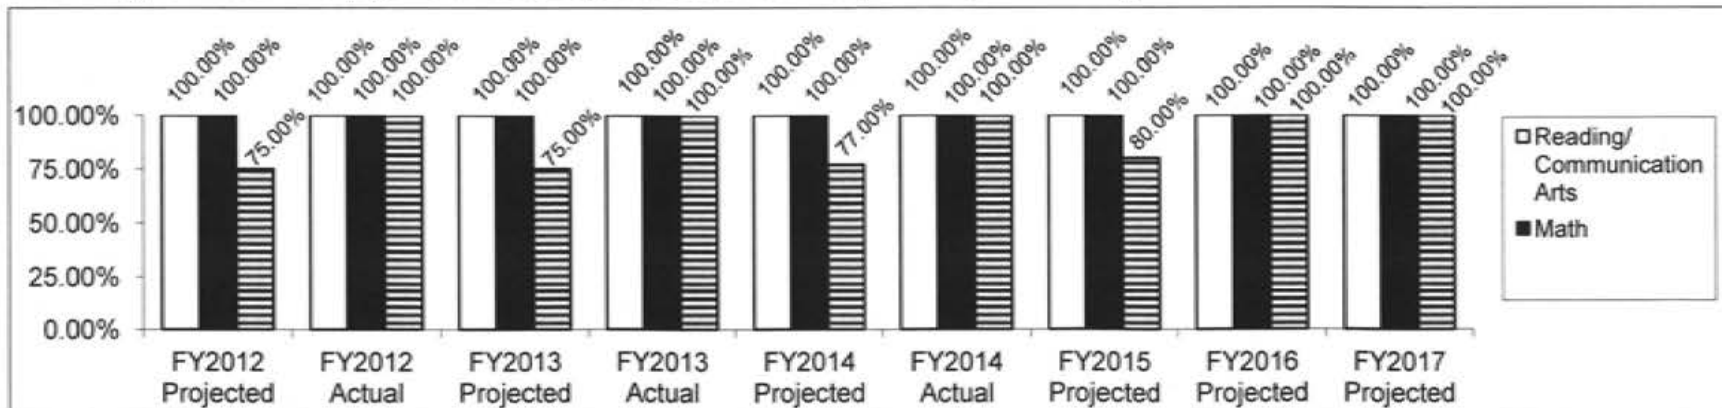 100.00% 100.00% 75.00% 100.00% 100.00% 100.00% 100.00% 100.00% 75.00% 100.00% 100.00% 100.00% 100.00% 100.00% 77.00% 100.00% 100.00% 100.00% 100.00% 100.00% 80.00% 100.00% 100.00% 100.00% 100.00% 100.00% 100.00%
100.00%
75.00%
50.00%
25.00%
0.00%
FY2012 FY2012 FY2013 FY2013 FY2014 FY2014 FY2015 FY2016 FY2017
Projected Actual Projected Actual Projected Actual Projected Projected Projected
Reading/
Communication
Arts
Math